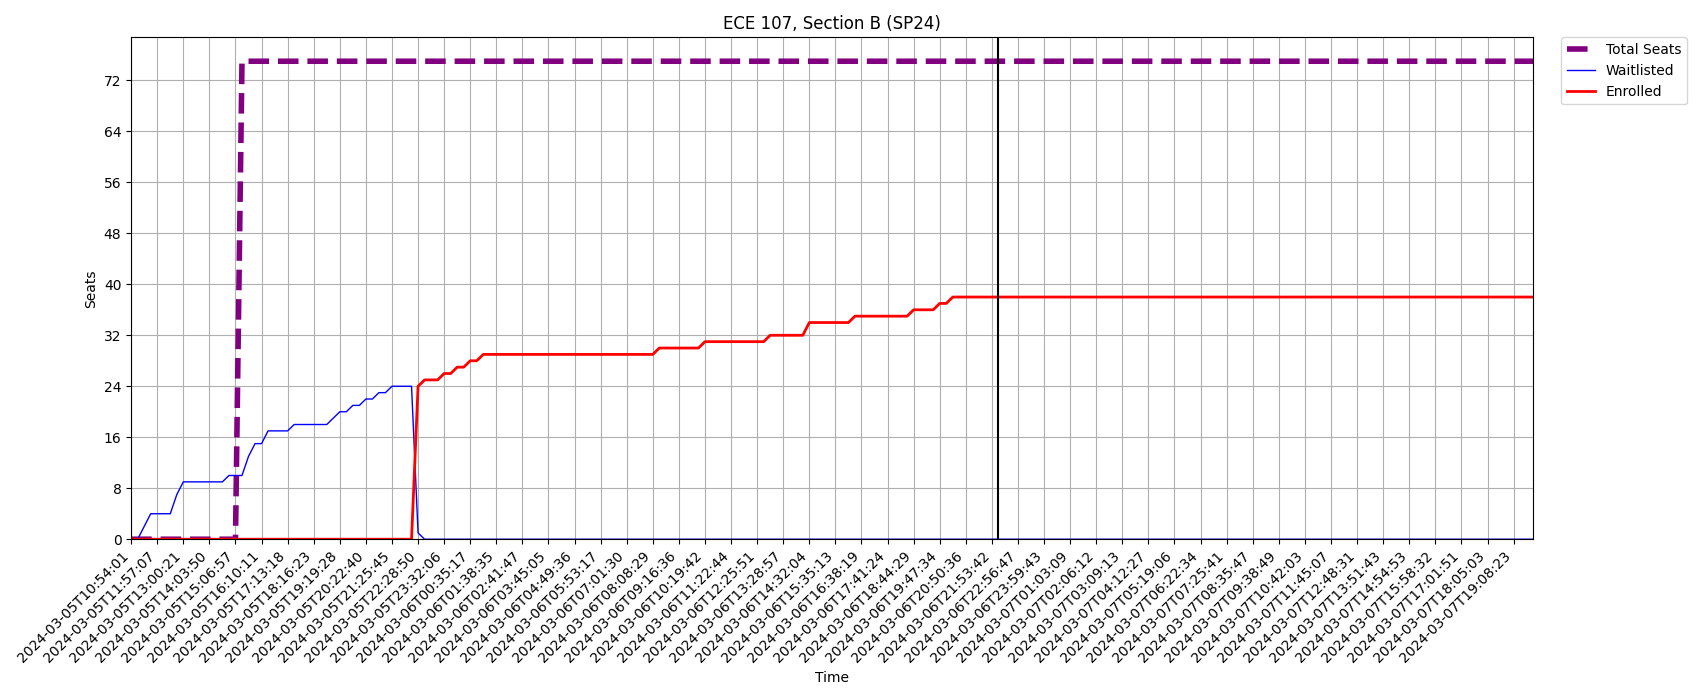 ECE 107, Section B (SP24)
Total Seats
Waitlisted
Enrolled
Seats
72
64
56
48
40
32
24
16
8
0
2024-03-05T10:54:01
2024-03-05T11:57:07
2024-03-05T13:00:21
2024-03-05T14:03:50
2024-03-05T15:06:57
2024-03-05T16:10:11
2024-03-05T17:13:18
2024-03-05T18:16:23
2024-03-05T19:19:28
2024-03-05T20:22:40
2024-03-05T21:25:45
2024-03-05T22:28:50
2024-03-05T23:32:06
2024-03-06T00:35:17
2024-03-06T01:38:35
2024-03-06T02:41:47
2024-03-06T03:45:05
2024-03-06T04:49:36
2024-03-06T05:53:17
2024-03-06T07:01:30
2024-03-06T08:08:29
2024-03-06T09:16:36
2024-03-06T10:19:42
2024-03-06T11:22:44
2024-03-06T12:25:51
2024-03-06T13:28:57
2024-03-06T14:32:04
2024-03-06T15:35:13
2024-03-06T16:38:19
2024-03-06T17:41:24
2024-03-06T18:44:29
2024-03-06T19:47:34
2024-03-06T20:50:36
2024-03-06T21:53:42
2024-03-06T22:56:47
2024-03-06T23:59:43
2024-03-07T01:03:09
2024-03-07T02:06:12
2024-03-07T03:09:13
2024-03-07T04:12:27
2024-03-07T05:19:06
2024-03-07T06:22:34
2024-03-07T07:25:41
2024-03-07T08:35:47
2024-03-07T09:38:49
2024-03-07T10:42:03
2024-03-07T11:45:07
2024-03-07T12:48:31
2024-03-07T13:51:43
2024-03-07T14:54:53
2024-03-07T15:58:32
2024-03-07T17:01:51
2024-03-07T18:05:03
2024-03-07T19:08:23
Time